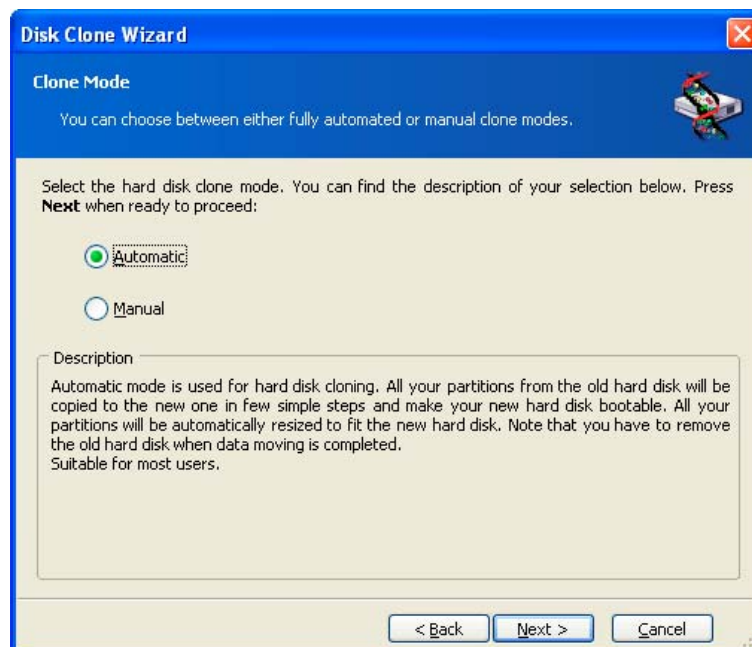 Disk Clone Wizard
Clone Mode
You can choose between either fully automated or manual clone modes.
Select the hard disk clone mode. You can find the description of your selection below. Press
Next when ready to proceed:
Automatic
Manual
Description
Automatic mode is used for hard disk cloning. All your partitions from the old hard disk will be
copied to the new one in few simple steps and make your new hard disk bootable. All your
partitions will be automatically resized to fit the new hard disk. Note that you have to remove
the old hard disk when data moving is completed.
Suitable for most users.
< Back
Next >
Cancel